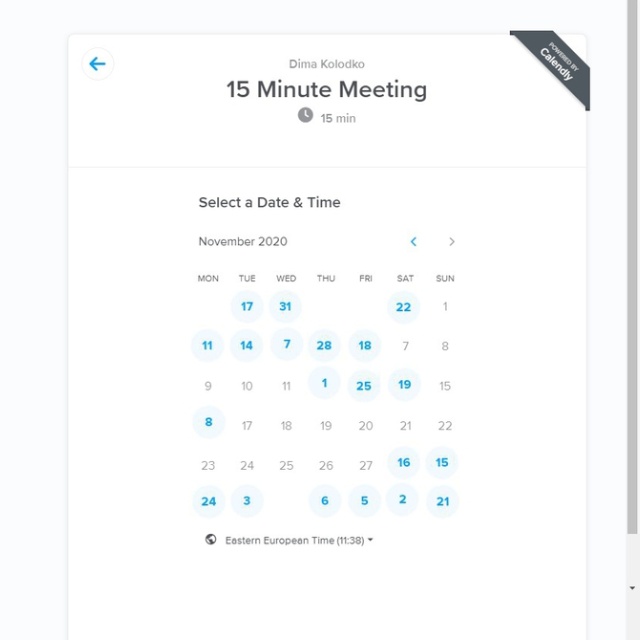 POWERED BY
Calendly
Dima Kolodko
15 Minute Meeting
15 min
Select a Date & Time
November 2020
MON TUE WED THU FRI SAT SUN
17 31 22 1
11 14 7 28 18 7 8
9 10 11 1 25 19 15
8 17 18 19 20 21 22
23 24 25 26 27 16 15
24 3 6 5 2 21
Eastern European Time (11:38)